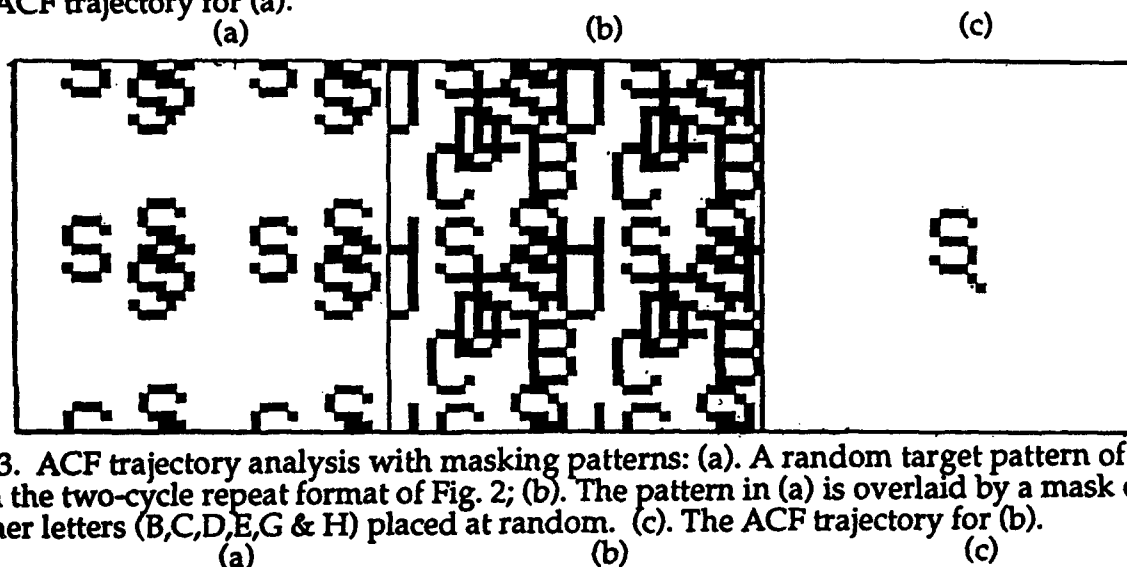 ACF trajectory for (a).
(a) (b) (c)
3. ACF trajectory analysis with masking patterns: (a). A random target pattern of
the two-cycle repeat format of Fig. 2; (b). The pattern in (a) is overlaid by a mask
letters (B,C,D,E,G & H) placed at random. (c). The ACF trajectory for (b).
(a) (b) (c)